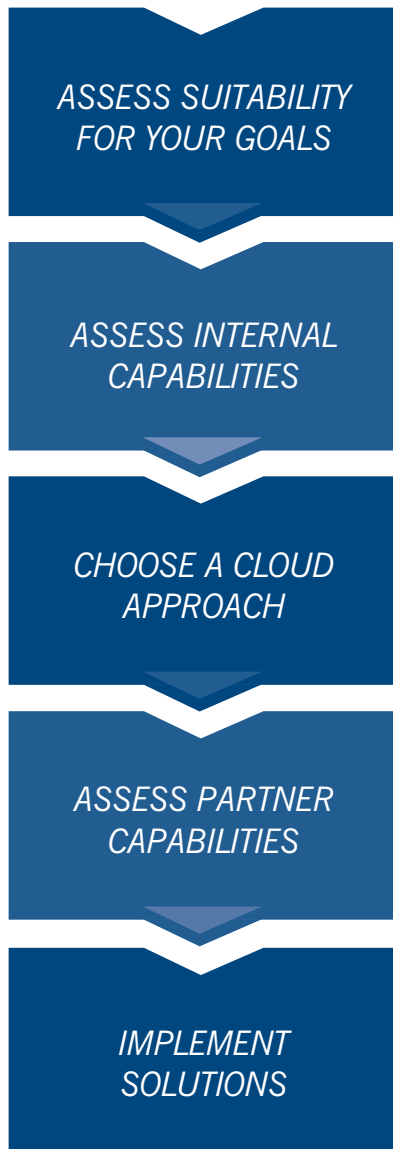 ASSESS SUITABILITY
FOR YOUR GOALS
ASSESS INTERNAL
CAPABILITIES
CHOOSE A CLOUD
APPROACH
ASSESS PARTNER
CAPABILITIES
IMPLEMENT
SOLUTIONS